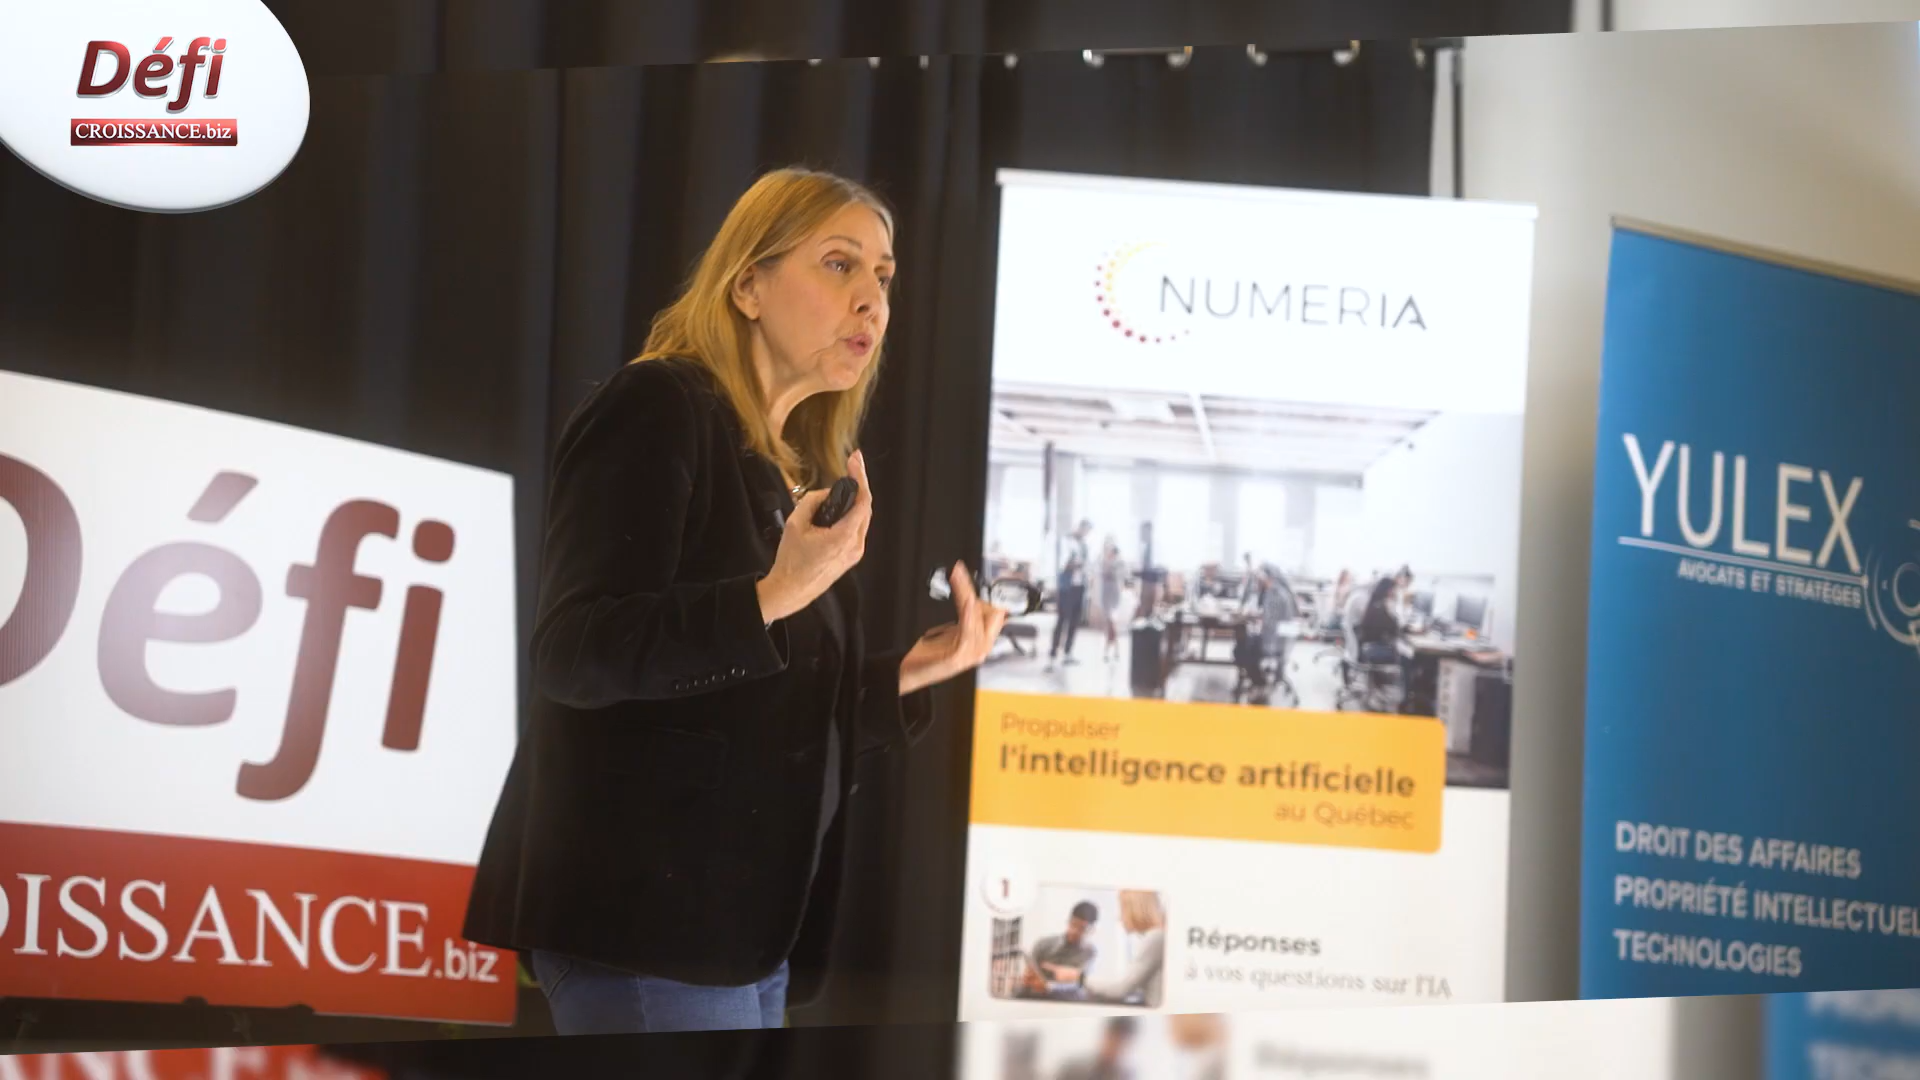 Défi
CROISSANCE.biz
Défi
OISSANCE.biz
NUMERIA
Propulser
l'intelligence artificielle
au Québec
1
Réponses
à vos questions sur l'IA
YULEX
AVOCATS ET STRATÈGES
DROIT DES AFFAIRES
PROPRIÉTÉ INTELLECTUEL
TECHNOLOGIES